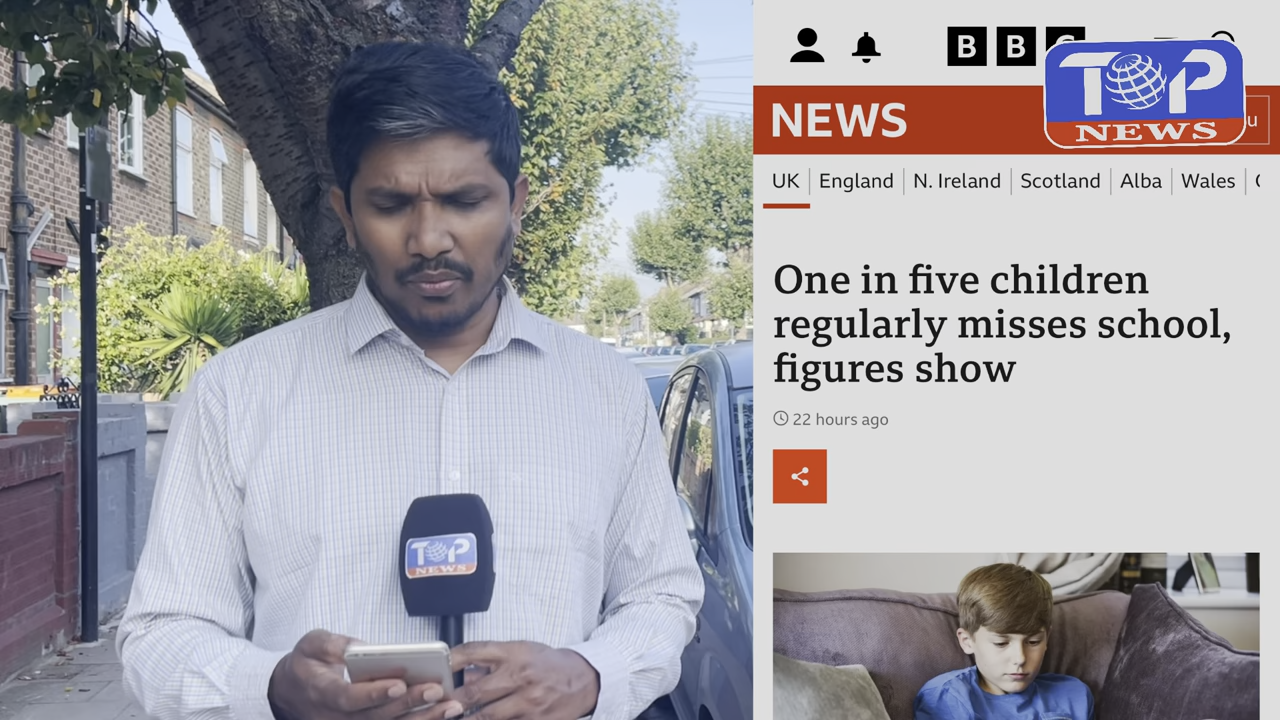 TOP
NEWS
BBC
TOP
NEWS
NEWS
UK
England
N. Ireland
Scotland
Alba
Wales
One in five children
regularly misses school,
figures show
22 hours ago